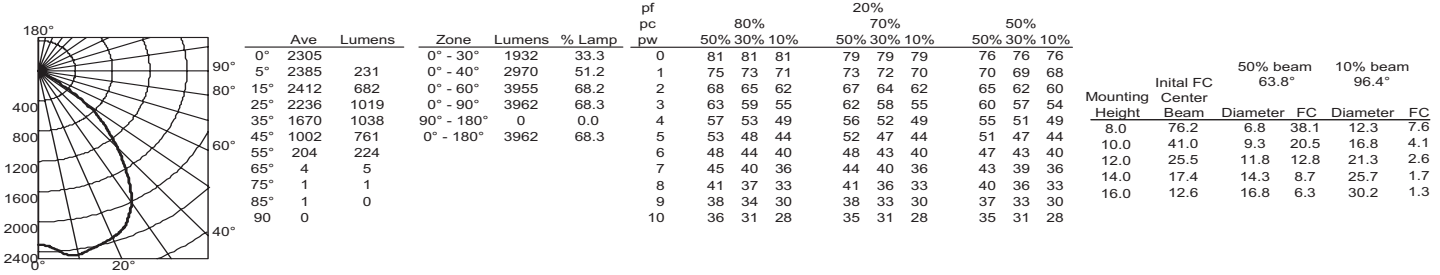 180°
90°
80°
60°
40°
400
800
1200
1600
2000
2400
0° 20°
Ave Lumens
0° 2305
5° 2385 231
15° 2412 682
25° 2236 1019
35° 1670 1038
45° 1002 761
55° 204 224
65° 4 5
75° 1 1
85° 1 0
90 0
Zone Lumens % Lamp
0° - 30° 1932 33.3
0° - 40° 2970 51.2
0° - 60° 3955 68.2
0° - 90° 3962 68.3
90° - 180° 0 0.0
0° - 180° 3962 68.3
pf 20%
pc 80% 70% 50%
pw 50% 30% 10% 50% 30% 10% 50% 30% 10%
0 81 81 81 79 79 79 76 76 76
1 75 73 71 73 72 70 70 69 68
2 68 65 62 67 64 62 65 62 60
3 63 59 55 62 58 55 60 57 54
4 57 53 49 56 52 49 55 51 49
5 53 48 44 52 47 44 51 47 44
6 48 44 40 48 43 40 47 43 40
7 45 40 36 44 40 36 43 39 36
8 41 37 33 41 36 33 40 36 33
9 38 34 30 38 33 30 37 33 30
10 36 31 28 35 31 28 35 31 28
50% beam 10% beam
Inital FC 63.8° 96.4°
Mounting Center
Height Beam Diameter FC Diameter FC
8.0 76.2 6.8 38.1 12.3 7.6
10.0 41.0 9.3 20.5 16.8 4.1
12.0 25.5 11.8 12.8 21.3 2.6
14.0 17.4 14.3 8.7 25.7 1.7
16.0 12.6 16.8 6.3 30.2 1.3